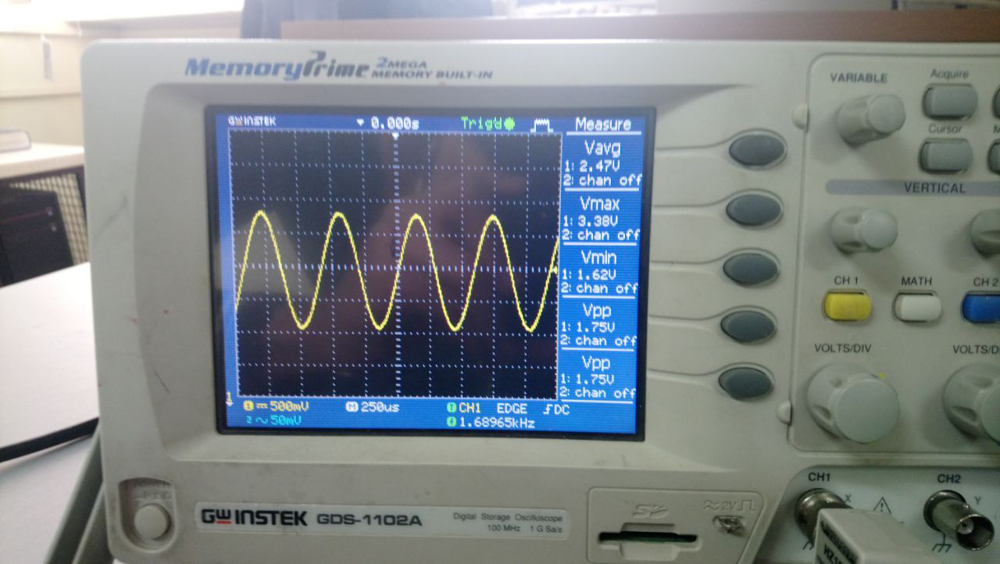 MemoryPrime 2MEGA
MEMORY BUILT-IN
GWINSTEK
0.000s
Trig'd
Measure
Vavg
1: 2.47V
2: chan off
Vmax
1: 3.38V
2: chan off
Vmin
1: 1.62V
2: chan off
Vpp
1: 1.75V
2: chan off
Vpp
1: 1.75V
2: chan off
1
1 500mV
M 250us
T CH1 EDGE DC
2 50mV
f 1.68965kHz
VARIABLE
Acquire
Cursor
VERTICAL
CH 1
MATH
CH 2
VOLTS/DIV
VOLTS/DI
CH1
CH2
X
Y
GWINSTEK GDS-1102A
Digital Storage Oscilloscope
100 MHz 1 G Sa/s
SD
≈2V